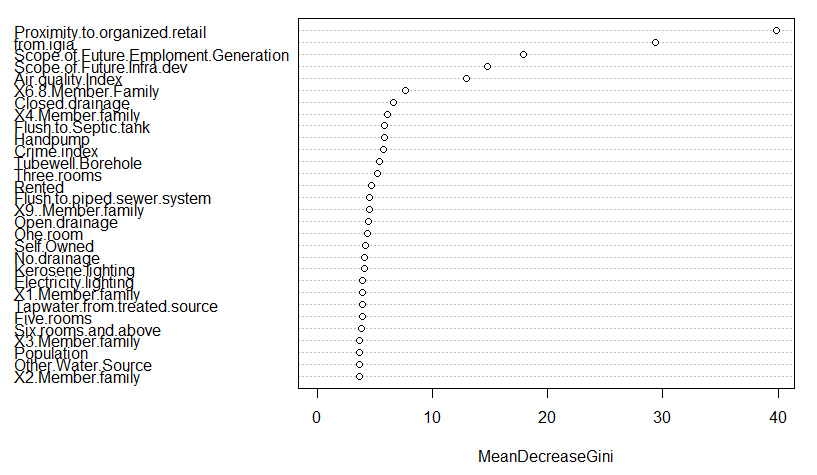 Proximity.to.organized.retail
from.igia
Scope.of.Future.Emploment.Generation
Scope.of.Future.Infra.dev
Air.quality.Index
X6.8.Member.Family
Closed.drainage
X4.Member.family
Flush.to.Septic.tank
Handpump
Crime.index
Tubewell.Borehole
Three.rooms
Rented
Flush.to.piped.sewer.system
X9..Member.family
Open.drainage
One.room
Self.Owned
No.drainage
Kerosene.lighting
Electricity.lighting
X1.Member.family
Tapwater.from.treated.source
Five.rooms
Six.rooms.and.above
X3.Member.family
Population
Other.Water.Source
X2.Member.family
0 10 20 30 40
MeanDecreaseGini